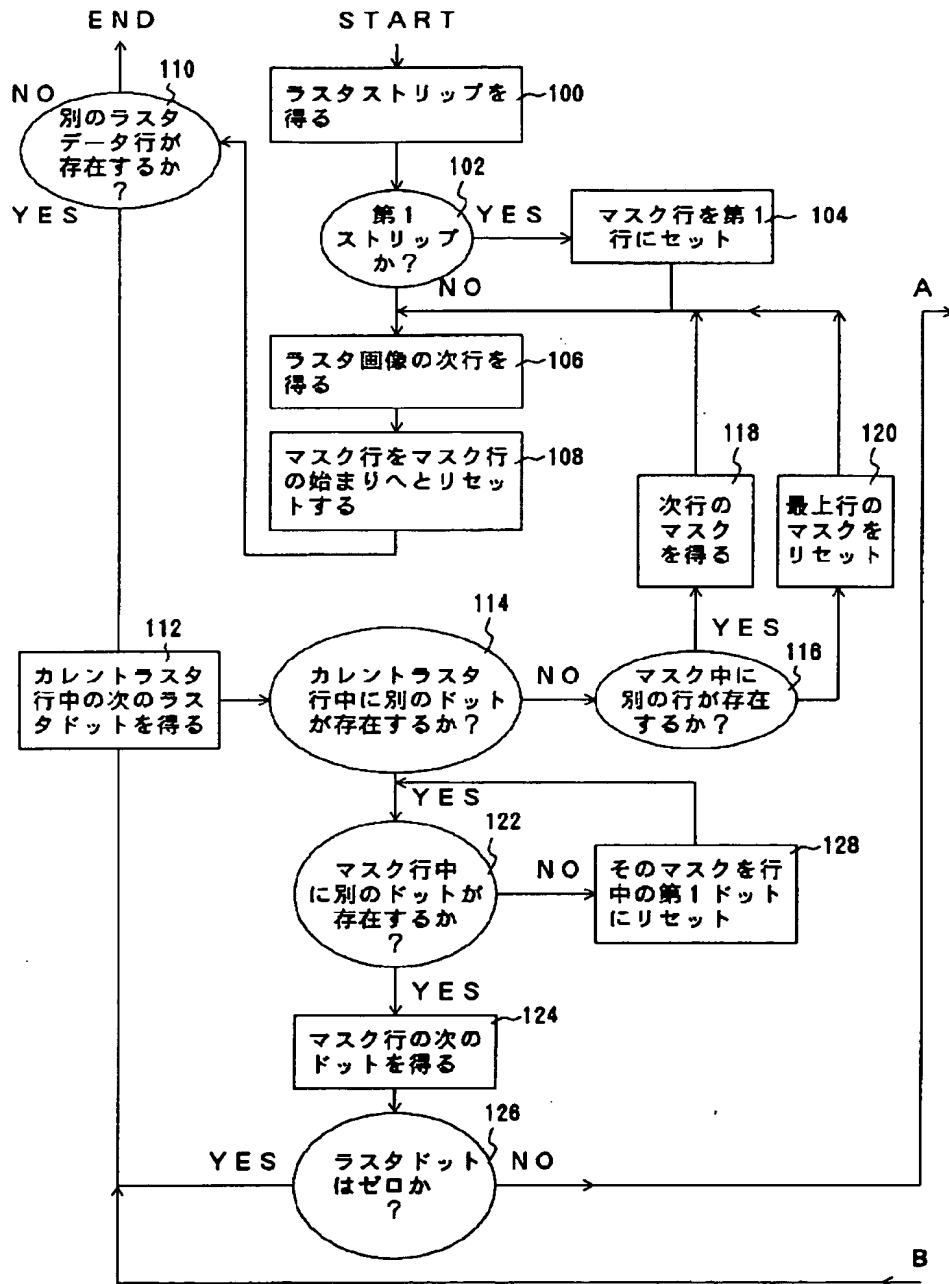 END
START
110
NO
別のラスタ
データ行が
存在するか
?
YES
ラスタストリップを
得る
100
102
第1
ストリップ
か?
YES
マスク行を第1
行にセット
104
NO
A
ラスタ画像の次行を
得る
106
マスク行をマスク行
の始まりへとリセッ
トする
108
118
次行の
マスク
を得る
120
最上行の
マスクを
リセット
112
カレントラスタ
行中の次のラス
タドットを得る
114
カレントラスタ
行中に別のドット
が存在するか?
NO
YES
マスク中に
別の行が存在
するか?
116
YES
122
マスク行中
に別のドットが
存在するか
?
NO
128
そのマスクを行
中の第1ドット
にリセット
YES
124
マスク行の次の
ドットを得る
126
YES
ラスタドット
はゼロか
?
NO
B